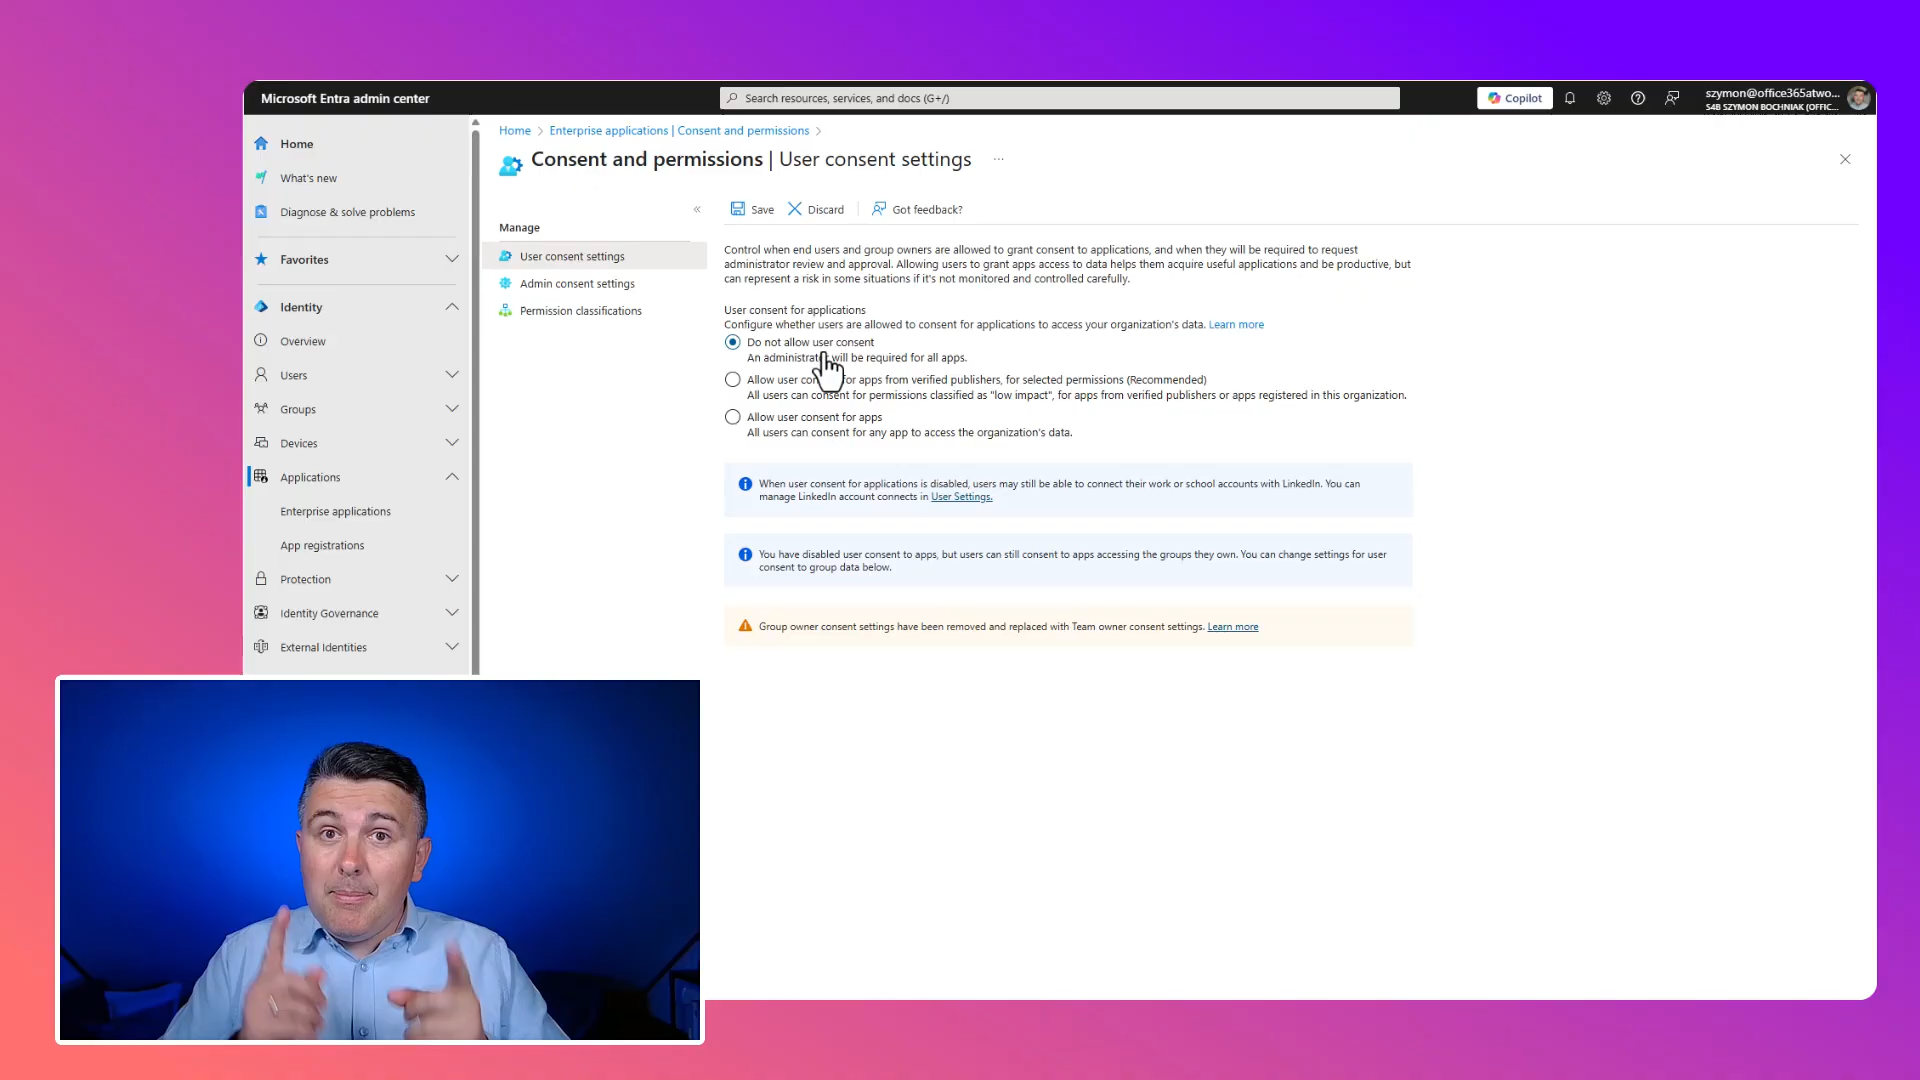 Microsoft Entra admin center
Search resources, services, and docs (G+/)
Copilot
szymon@office365atwo...
S4B SZYMON BOCHNIAK (OFFIC...
Home
What's new
Diagnose & solve problems
Favorites
Identity
Overview
Users
Groups
Devices
Applications
Enterprise applications
App registrations
Protection
Identity Governance
External Identities
Home > Enterprise applications | Consent and permissions >
Consent and permissions | User consent settings ...
Manage
User consent settings
Admin consent settings
Permission classifications
Save
Discard
Got feedback?
Control when end users and group owners are allowed to grant consent to applications, and when they will be required to request
administrator review and approval. Allowing users to grant apps access to data helps them acquire useful applications and be productive, but
can represent a risk in some situations if it's not monitored and controlled carefully.
User consent for applications
Configure whether users are allowed to consent for applications to access your organization's data. Learn more
Do not allow user consent
An administrator will be required for all apps.
Allow user for apps from verified publishers, for selected permissions (Recommended)
All users can consent for permissions classified as "low impact", for apps from verified publishers or apps registered in this organization.
Allow user consent for apps
All users can consent for any app to access the organization's data.
When user consent for applications is disabled, users may still be able to connect their work or school accounts with LinkedIn. You can
manage LinkedIn account connects in User Settings.
You have disabled user consent to apps, but users can still consent to apps accessing the groups they own. You can change settings for user
consent to group data below.
Group owner consent settings have been removed and replaced with Team owner consent settings. Learn more